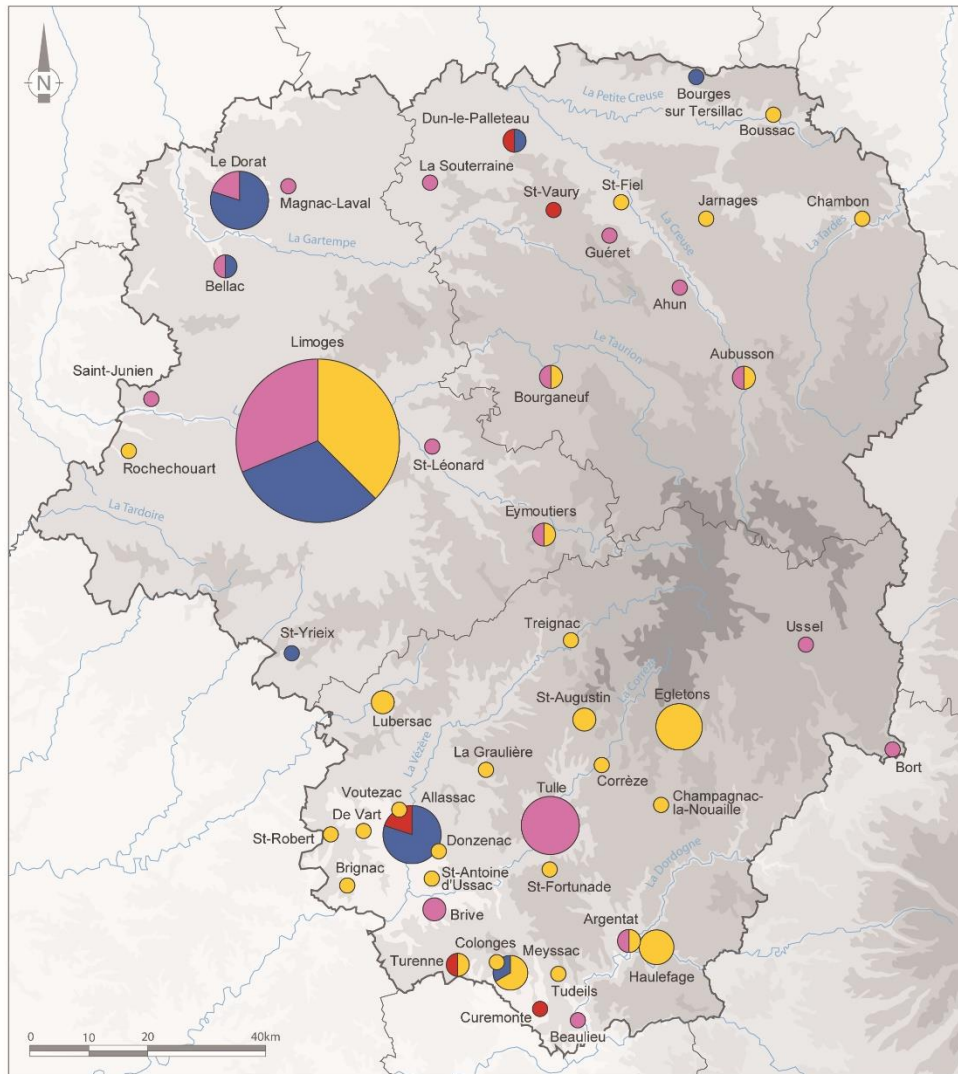 N
La Petite Creuse
Bourges
sur Tersillac
Boussac
Dun-le-Palleteau
Le Dorat
Magnac-Laval
La Souterraine
St-Vaury
St-Fiel
Jarnages
Chambon
La Gartempe
La Creuse
La Tardes
Guéret
Bellac
Ahun
Limoges
Le Taurion
Aubusson
Bourganeuf
Saint-Junien
Rochechouart
St-Léonard
La Tardoire
Eymoutiers
Treignac
Ussel
St-Yrieix
St-Augustin
Egletons
La Corrèze
Lubersac
La Vézère
La Graulière
Corrèze
Bort
Voutezac
Allassac
Tulle
Champagnac-
la-Nouaille
De Vart
St-Robert
Donzenac
Brignac
St-Antoine
d'Ussac
St-Fortunade
La Dordogne
Brive
Argentat
Colonges
Meyssac
Turenne
Haulefage
Tudeils
Curemonte
Beaulieu
0 10 20 40km